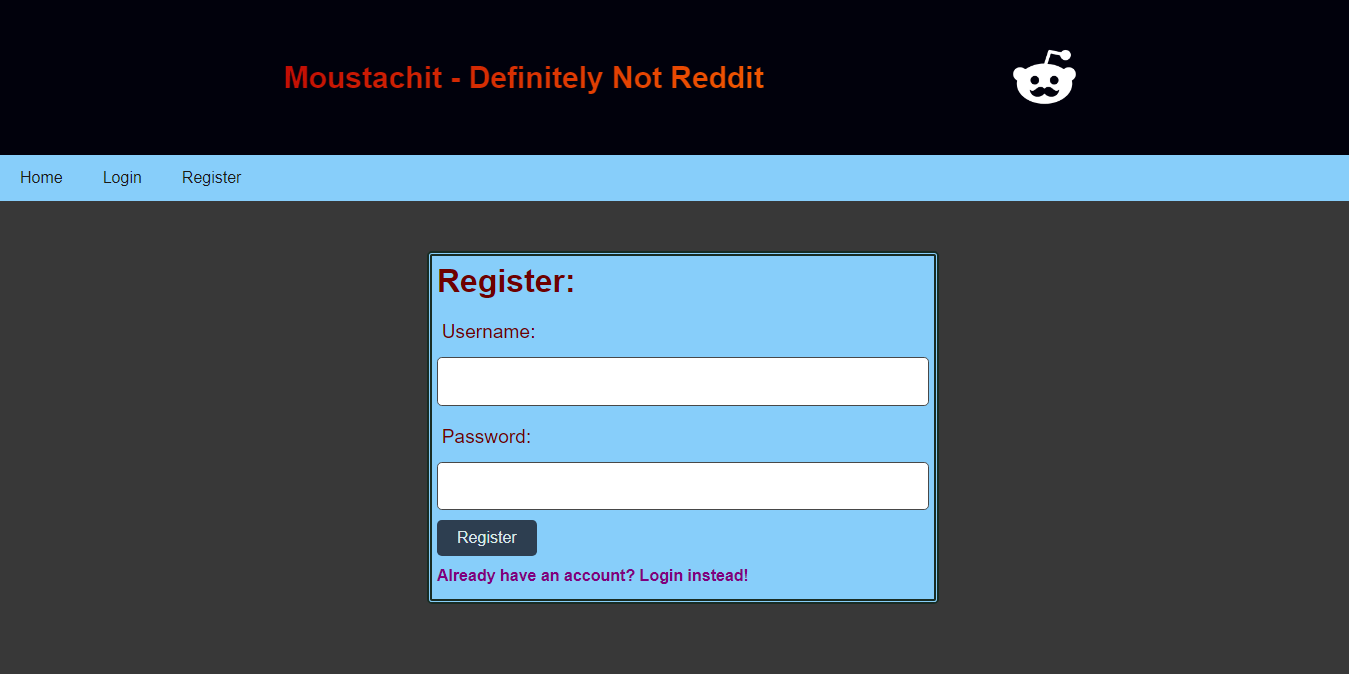 Moustachit - Definitely Not Reddit
Home Login Register
Register:
Username:
Password:
Register
Already have an account? Login instead!